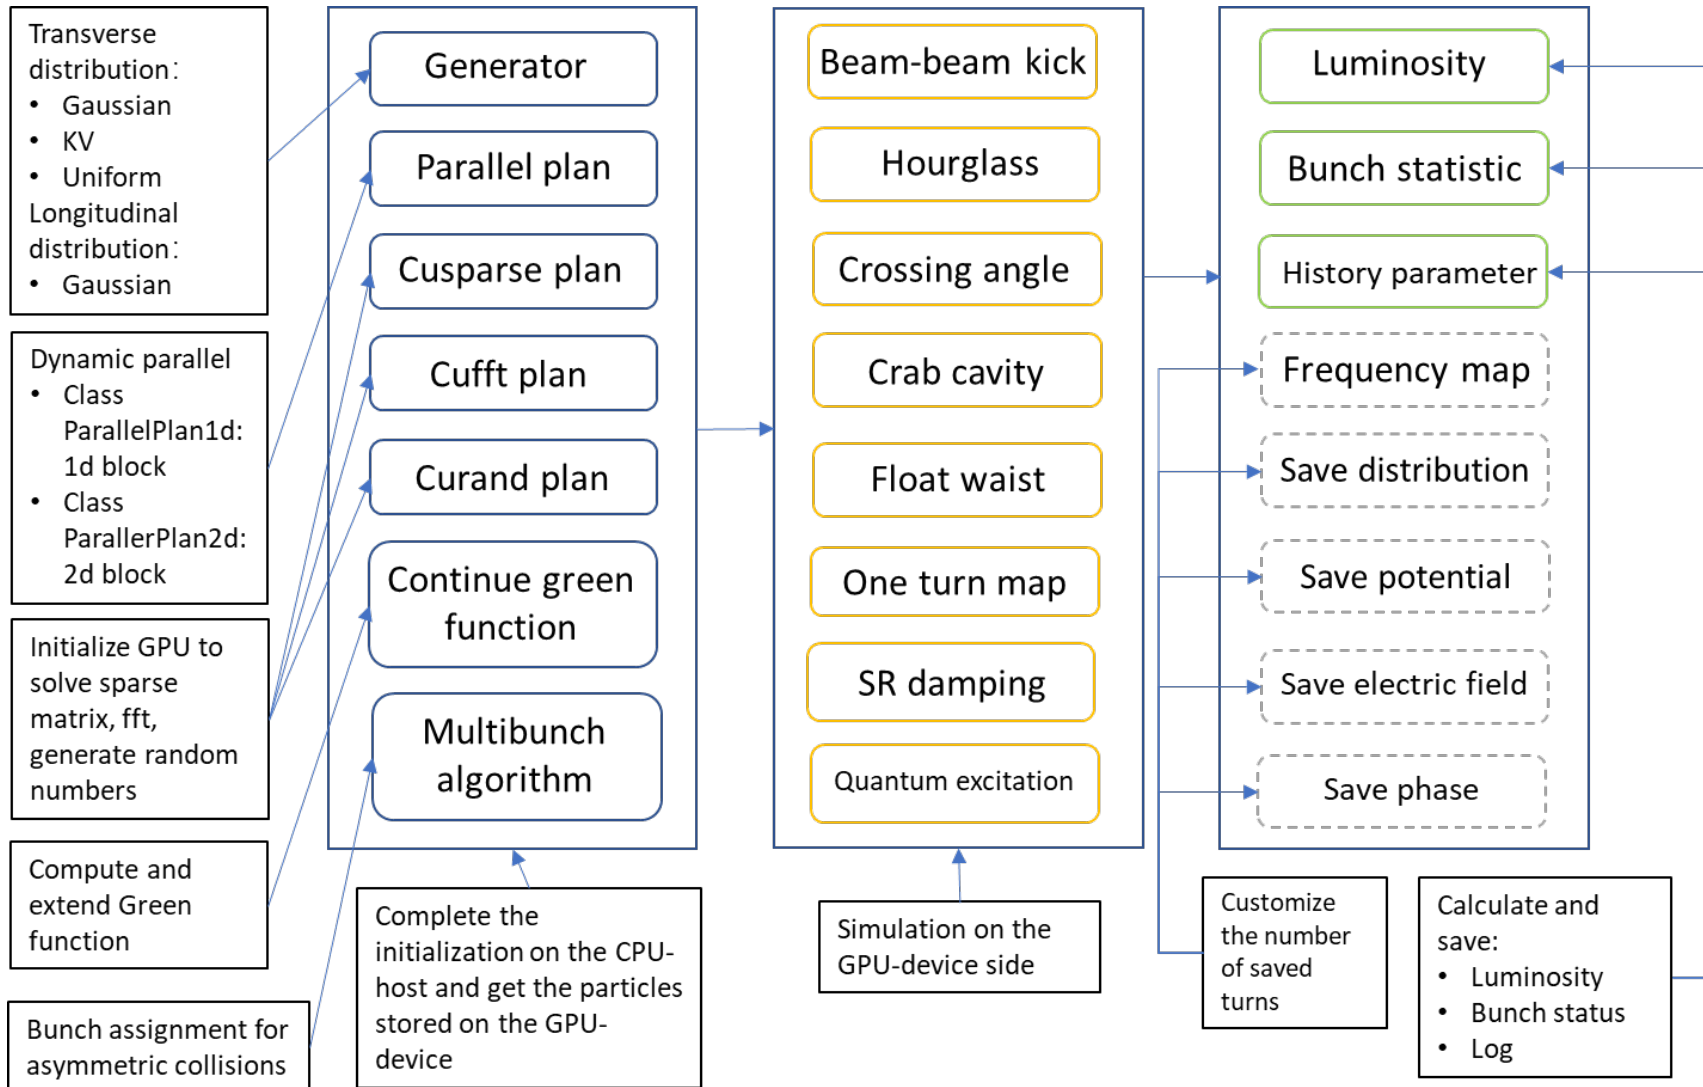 Transverse
distribution：
• Gaussian
• KV
• Uniform
Longitudinal
distribution：
• Gaussian
Dynamic parallel
• Class
ParallelPlan1d:
1d block
• Class
ParallerPlan2d:
2d block
Initialize GPU to
solve sparse
matrix, fft,
generate random
numbers
Compute and
extend Green
function
Bunch assignment for
asymmetric collisions
Generator
Parallel plan
Cusparse plan
Cufft plan
Curand plan
Continue green
function
Multibunch
algorithm
Complete the
initialization on the CPU-
host and get the particles
stored on the GPU-
device
Beam-beam kick
Hourglass
Crossing angle
Crab cavity
Float waist
One turn map
SR damping
Quantum excitation
Simulation on the
GPU-device side
Luminosity
Bunch statistic
History parameter
Frequency map
Save distribution
Save potential
Save electric field
Save phase
Customize
the number
of saved
turns
Calculate and
save:
• Luminosity
• Bunch status
• Log